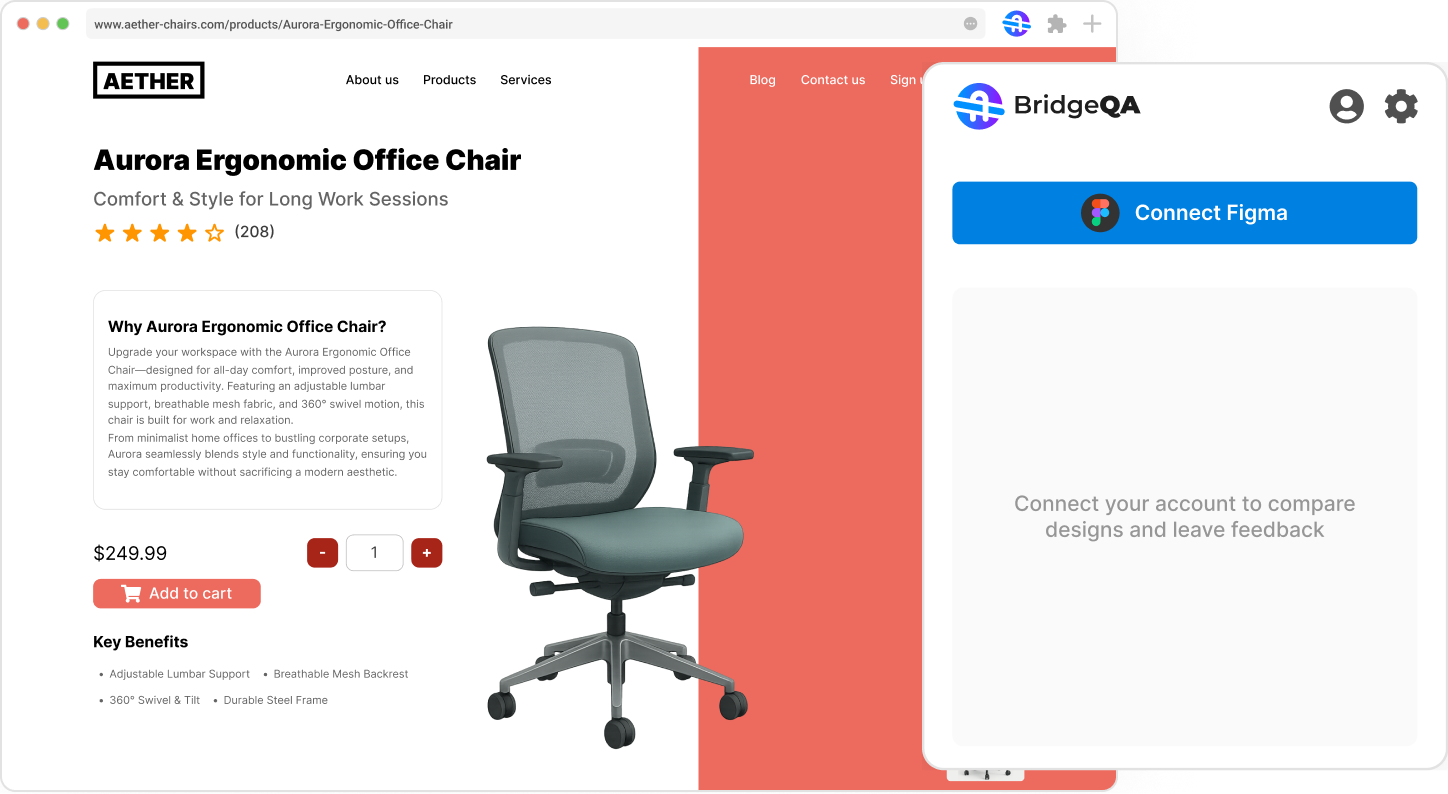 www.aether-chairs.com/products/Aurora-Ergonomic-Office-Chair
AETHER
About us
Products
Services
Blog
Contact us
Sign
Aurora Ergonomic Office Chair
Comfort & Style for Long Work Sessions
(208)
Why Aurora Ergonomic Office Chair?
Upgrade your workspace with the Aurora Ergonomic Office
Chair—designed for all-day comfort, improved posture, and
maximum productivity. Featuring an adjustable lumbar
support, breathable mesh fabric, and 360° swivel motion, this
chair is built for work and relaxation.
From minimalist home offices to bustling corporate setups,
Aurora seamlessly blends style and functionality, ensuring you
stay comfortable without sacrificing a modern aesthetic.
$249.99
- 1 +
Add to cart
Key Benefits
• Adjustable Lumbar Support • Breathable Mesh Backrest
• 360° Swivel & Tilt • Durable Steel Frame
BridgeQA
Connect Figma
Connect your account to compare
designs and leave feedback